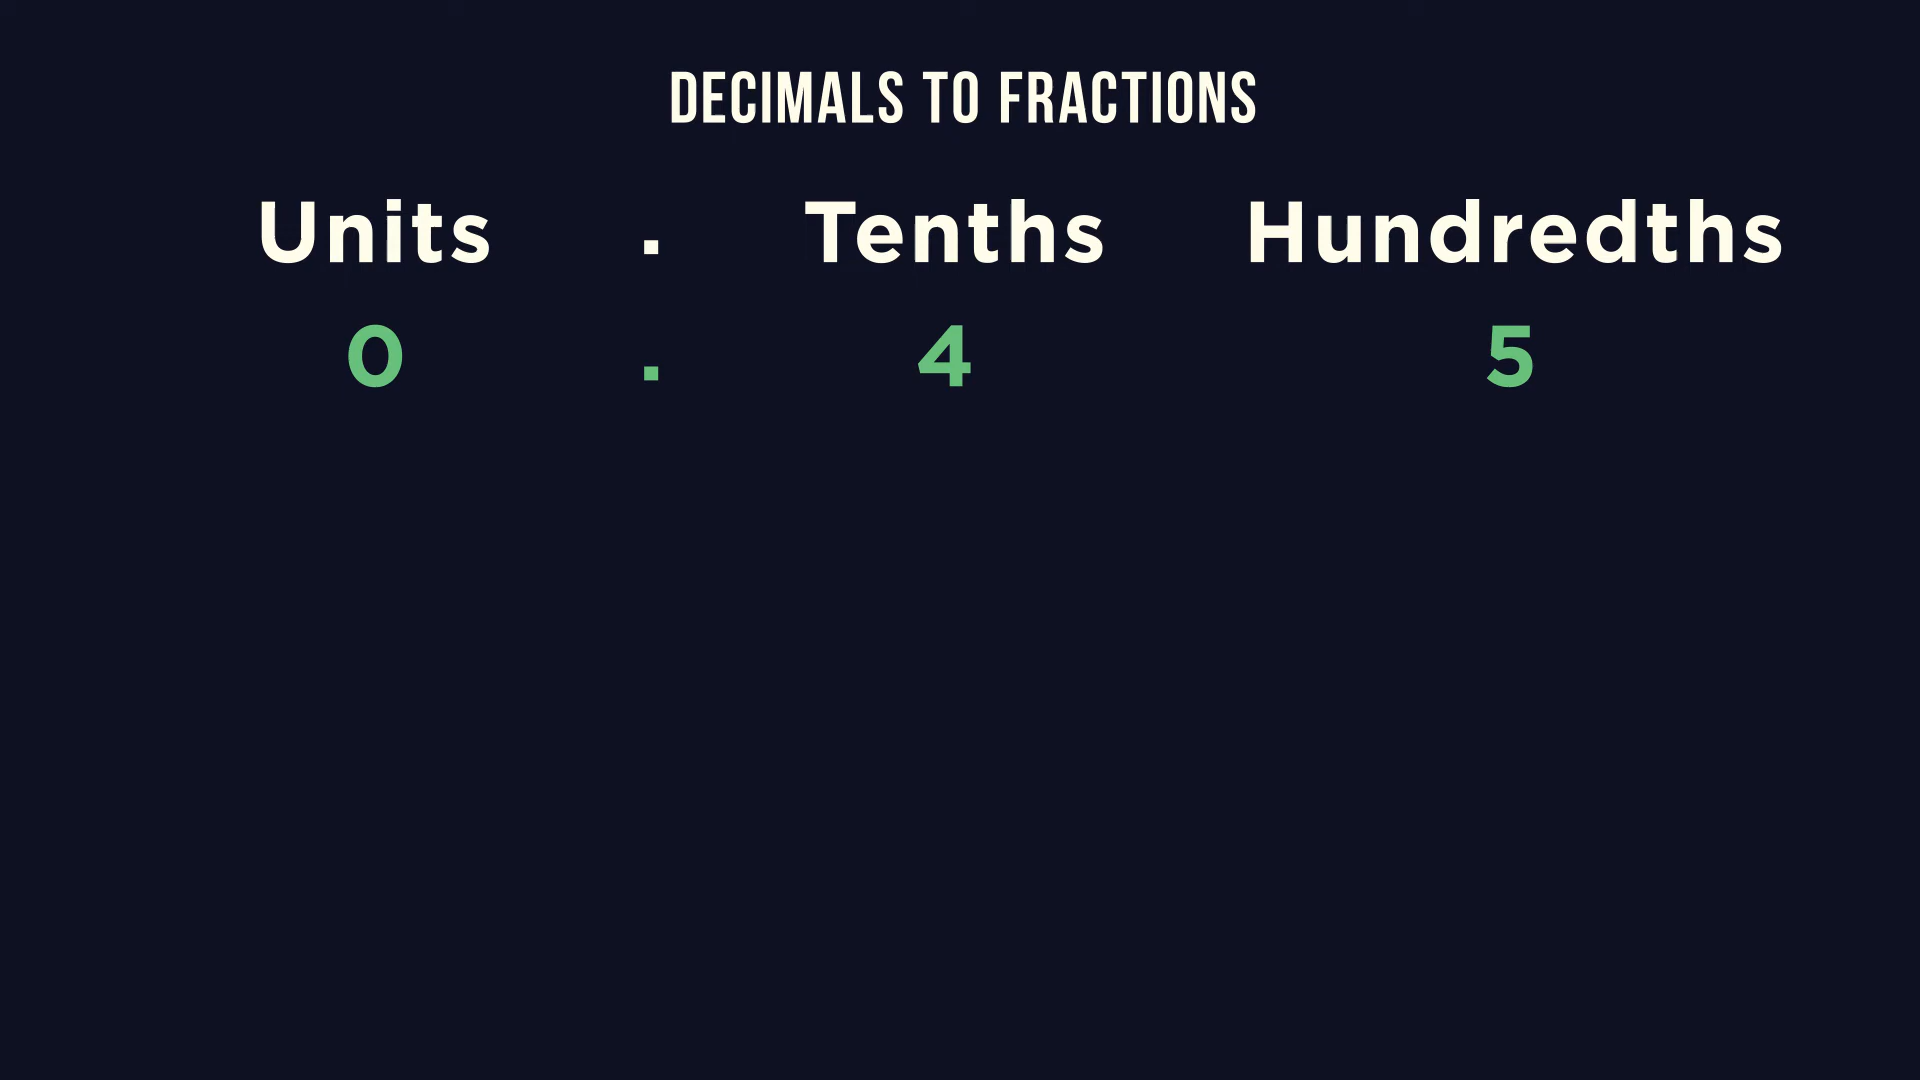 DECIMALS TO FRACTIONS
Units . Tenths Hundredths
0 . 4 5